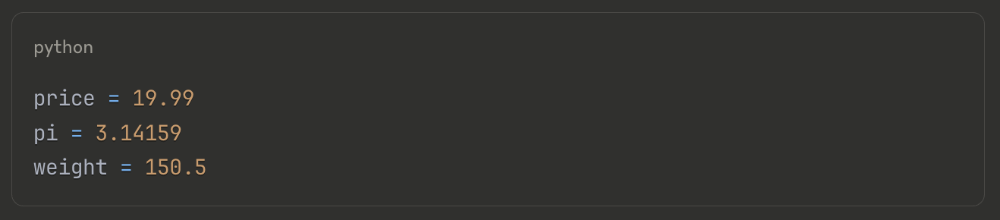 python
price = 19.99
pi = 3.14159
weight = 150.5